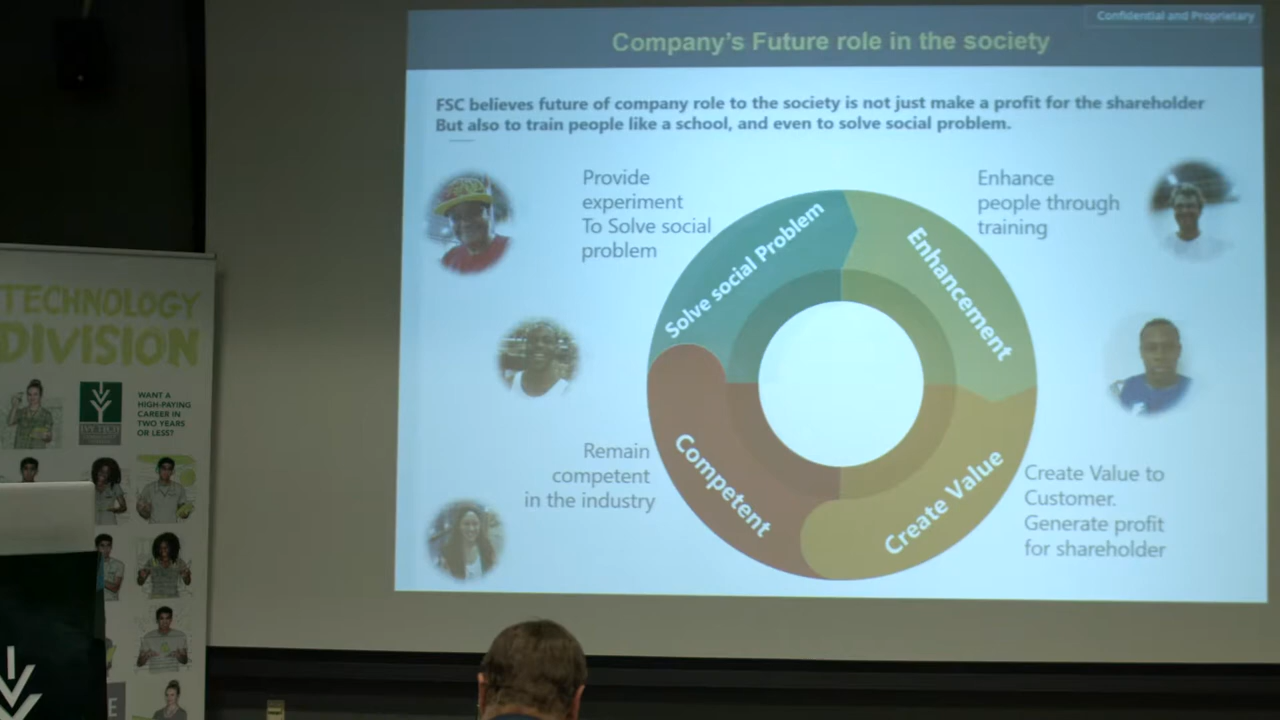 Confidential and Proprietary
Company's Future role in the society
FSC believes future of company role to the society is not just make a profit for the shareholder
But also to train people like a school, and even to solve social problem.
Provide
experiment
To Solve social
problem
Enhance
people through
training
Solve social Problem
Enhancement
Competent
Create Value
Remain
competent
in the industry
Create Value to
Customer.
Generate profit
for shareholder
TECHNOLOGY
DIVISION
IVY TECH
WANT A
HIGH-PAYING
CAREER IN
TWO YEARS
OR LESS?
E